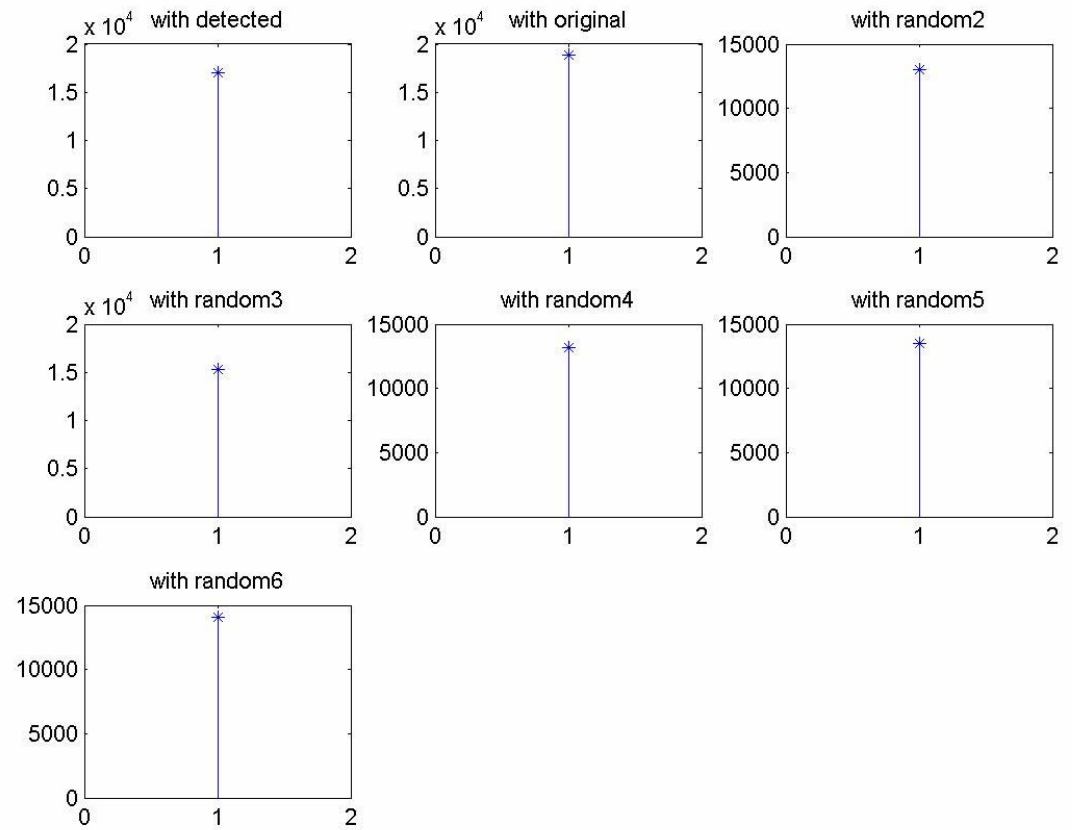 x 10^4 with detected
2
1.5
1
0.5
0
0 1 2
x 10^4 with original
2
1.5
1
0.5
0
0 1 2
with random2
15000
10000
5000
0
0 1 2
x 10^4 with random3
2
1.5
1
0.5
0
0 1 2
with random4
15000
10000
5000
0
0 1 2
with random5
15000
10000
5000
0
0 1 2
with random6
15000
10000
5000
0
0 1 2